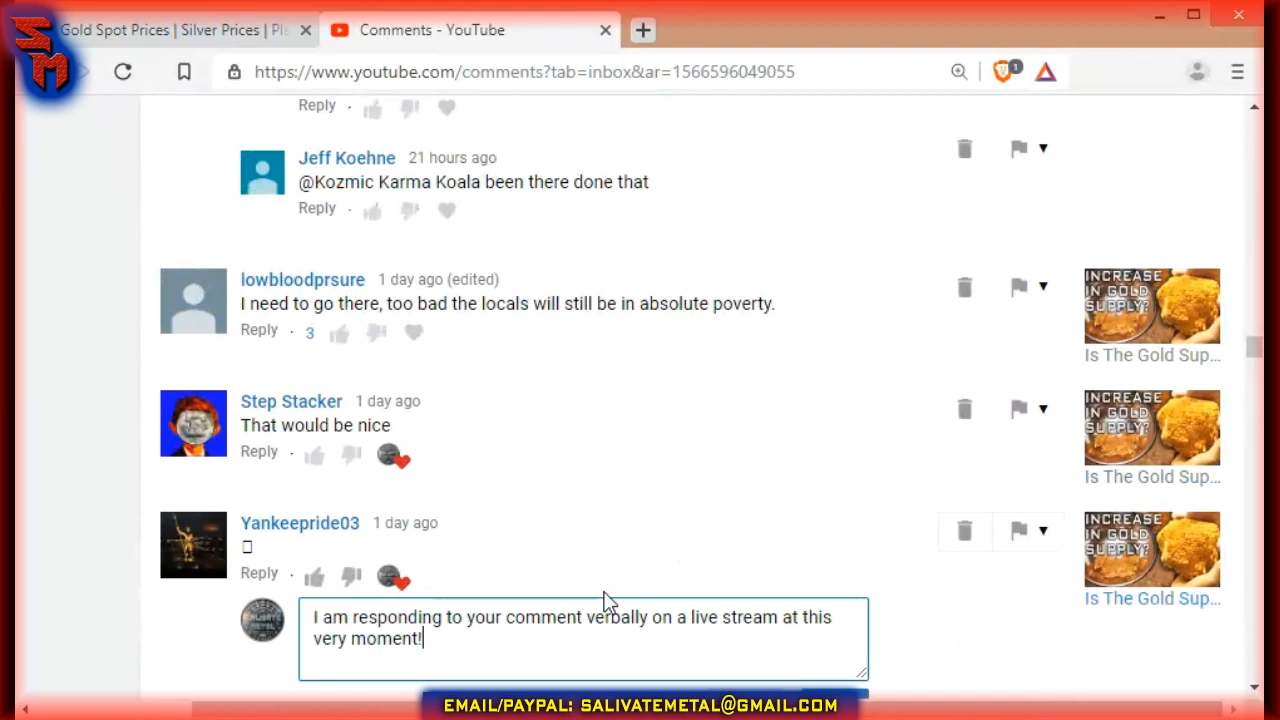 SM
Gold Spot Prices | Silver Prices | Pl
Comments - YouTube
https://www.youtube.com/comments?tab=inbox&ar=1566596049055
1
Reply ·
Jeff Koehne 21 hours ago
@Kozmic Karma Koala been there done that
Reply ·
lowbloodprsure 1 day ago (edited)
I need to go there, too bad the locals will still be in absolute poverty.
Reply · 3
INCREASE
IN GOLD
SUPPLY?
Is The Gold Sup...
Step Stacker 1 day ago
That would be nice
Reply ·
INCREASE
IN GOLD
SUPPLY?
Is The Gold Sup...
Yankeepride03 1 day ago
Reply ·
INCREASE
IN GOLD
SUPPLY?
Is The Gold Sup...
I am responding to your comment verbally on a live stream at this
very moment!
EMAIL/PAYPAL: SALIVATEMETAL@GMAIL.COM